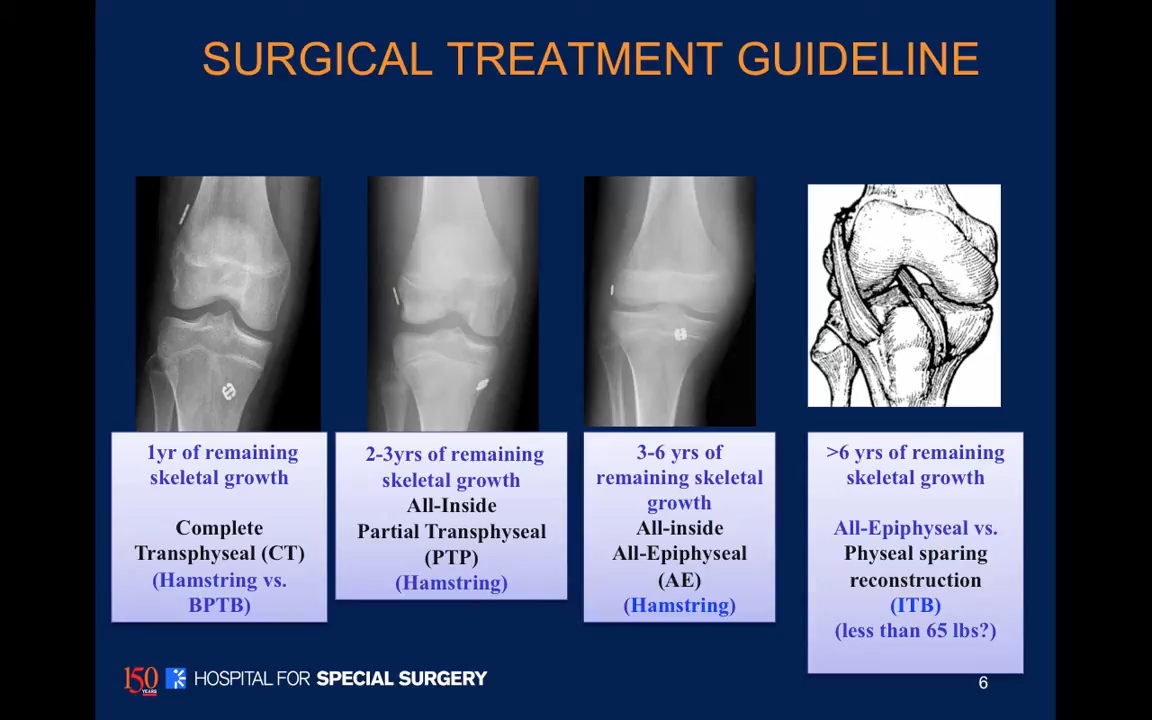 SURGICAL TREATMENT GUIDELINE
1yr of remaining
skeletal growth
Complete
Transphyseal (CT)
(Hamstring vs.
BPTB)
2-3yrs of remaining
skeletal growth
All-Inside
Partial Transphyseal
(PTP)
(Hamstring)
3-6 yrs of
remaining skeletal
growth
All-inside
All-Epiphyseal
(AE)
(Hamstring)
>6 yrs of remaining
skeletal growth
All-Epiphyseal vs.
Physeal sparing
reconstruction
(ITB)
(less than 65 lbs?)
150
YEARS
HOSPITAL FOR SPECIAL SURGERY
6